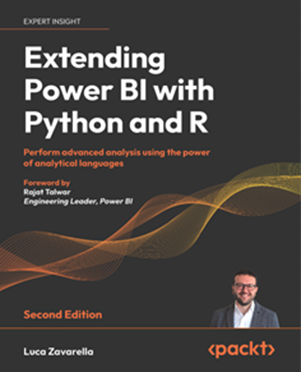 EXPERT INSIGHT
Extending
Power BI with
Python and R
Perform advanced analysis using the power
of analytical languages
Foreword by
Rajat Talwar
Engineering Leader, Power BI
Second Edition
Luca Zavarella
<packt>